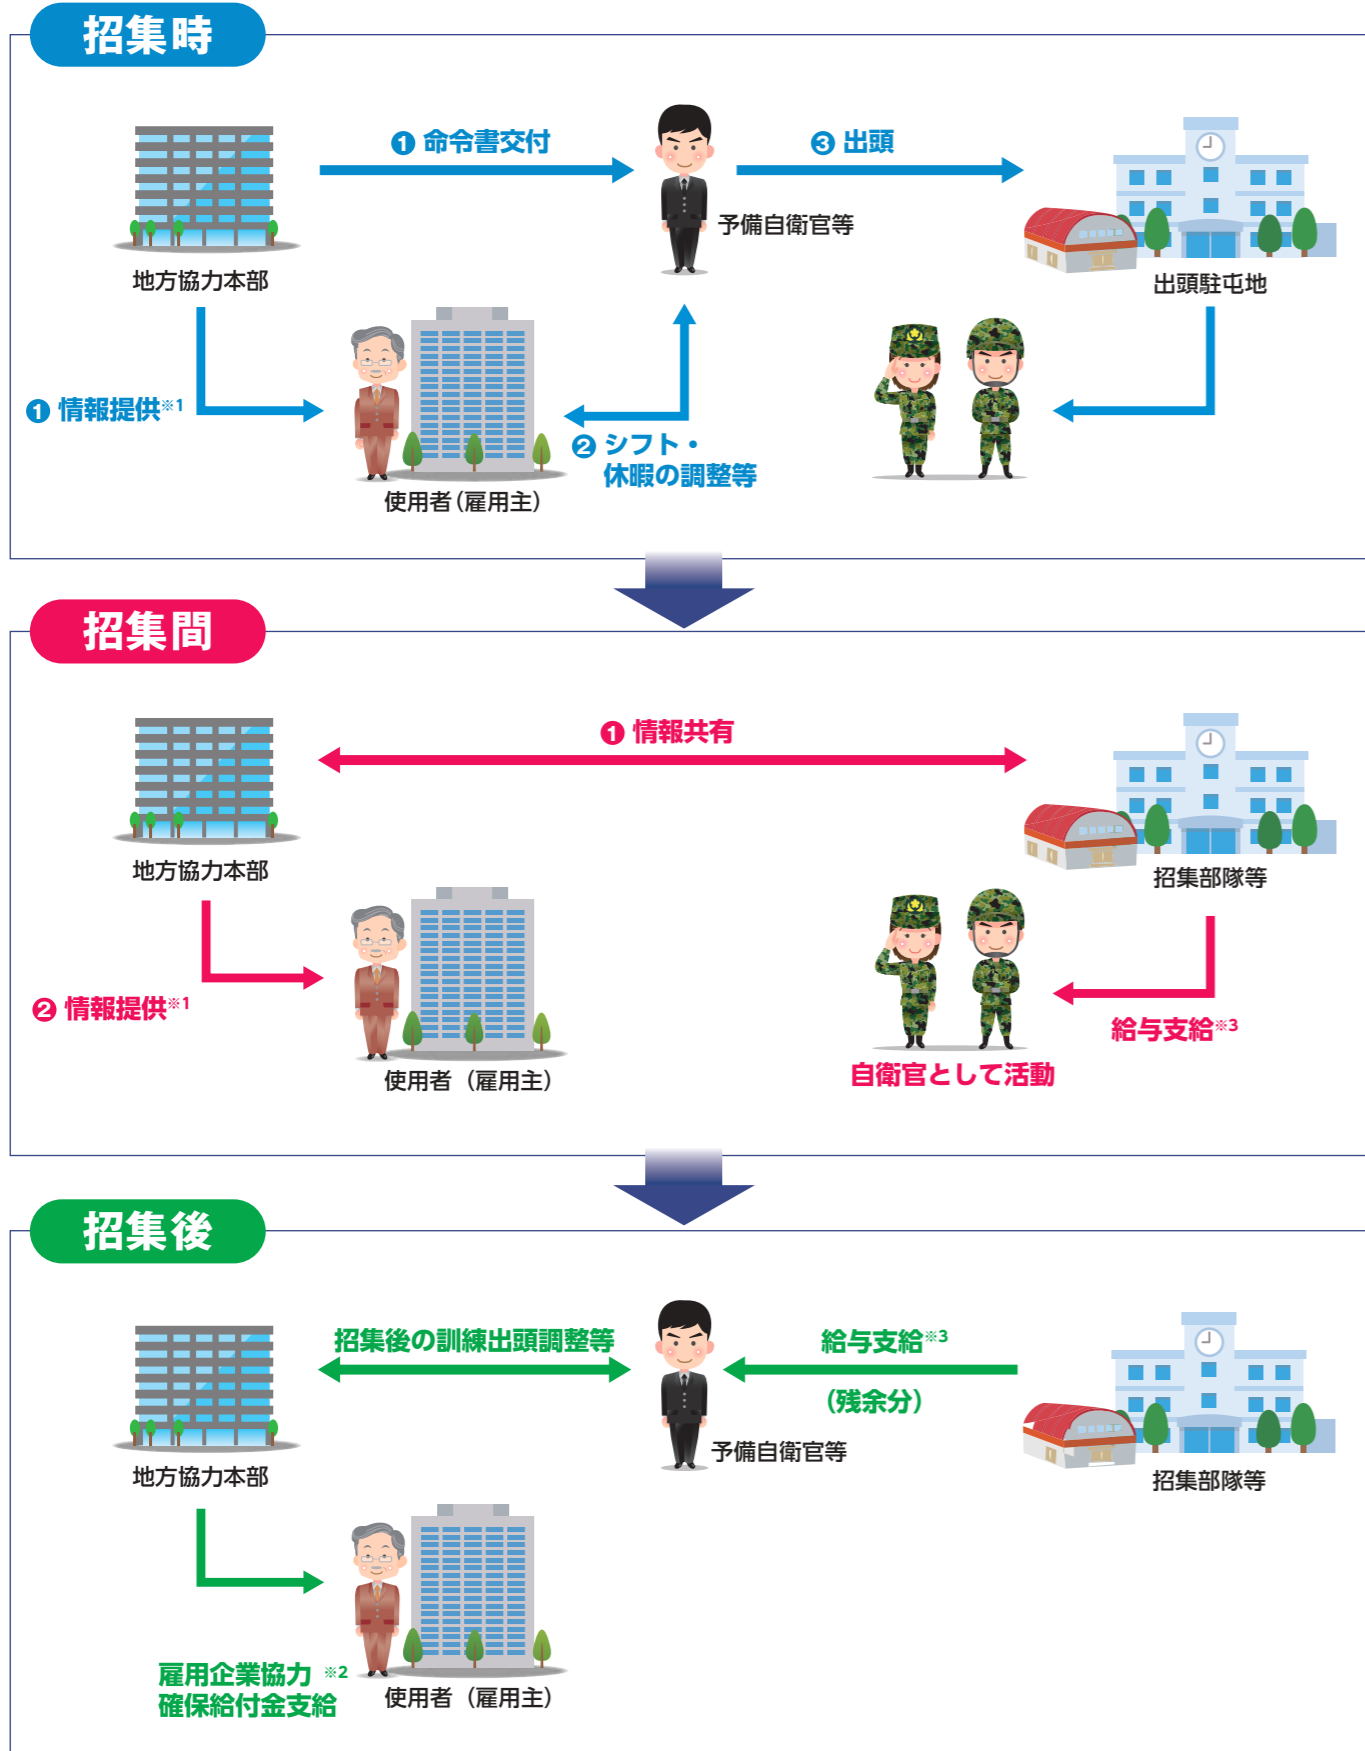 招集時
❶ 命令書交付
❸ 出頭
予備自衛官等
地方協力本部
出頭駐屯地
❶ 情報提供※1
❷ シフト・
休暇の調整等
使用者（雇用主）
招集間
❶ 情報共有
地方協力本部
招集部隊等
❷ 情報提供※1
給与支給※3
使用者（雇用主）
自衛官として活動
招集後
招集後の訓練出頭調整等
給与支給※3
（残余分）
予備自衛官等
地方協力本部
招集部隊等
雇用企業協力 ※2
確保給付金支給
使用者（雇用主）